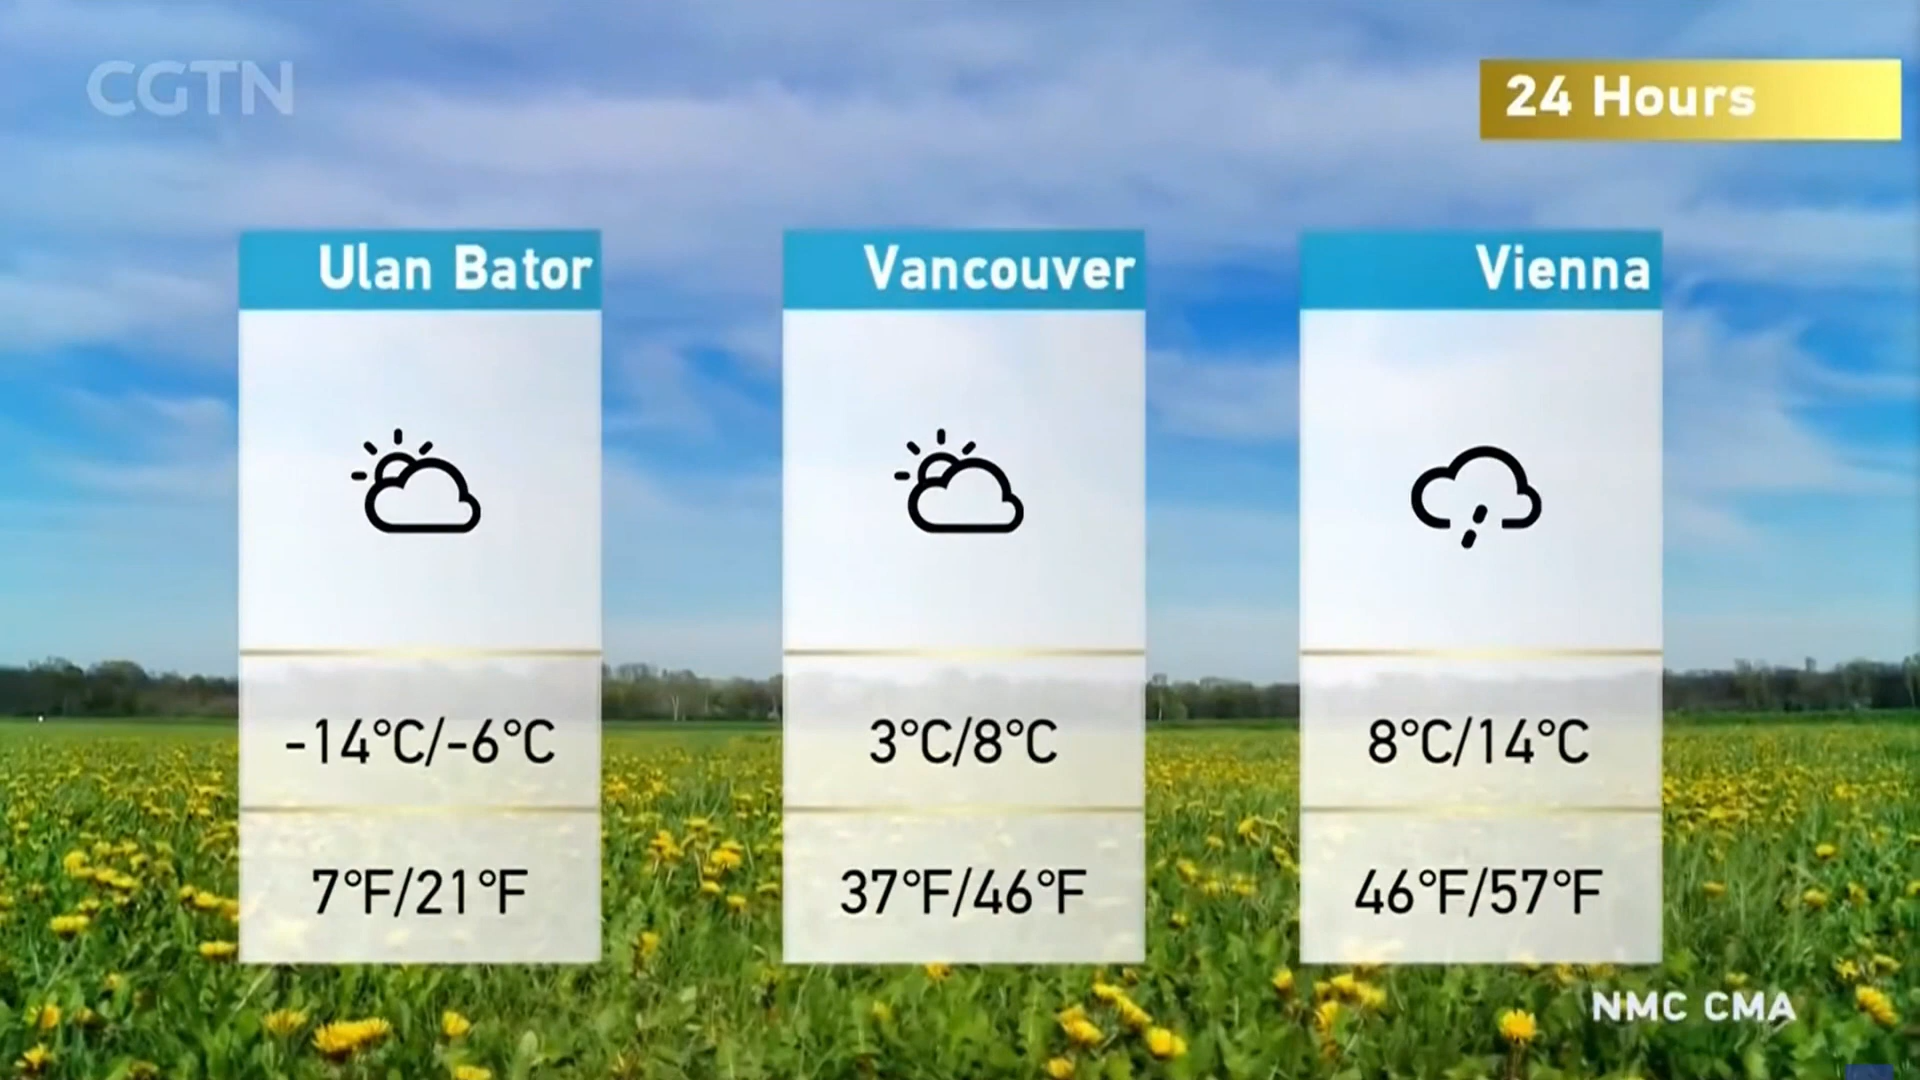 CGTN
24 Hours
Ulan Bator
-14°C/-6°C
7°F/21°F
Vancouver
3°C/8°C
37°F/46°F
Vienna
8°C/14°C
46°F/57°F
NMC CMA